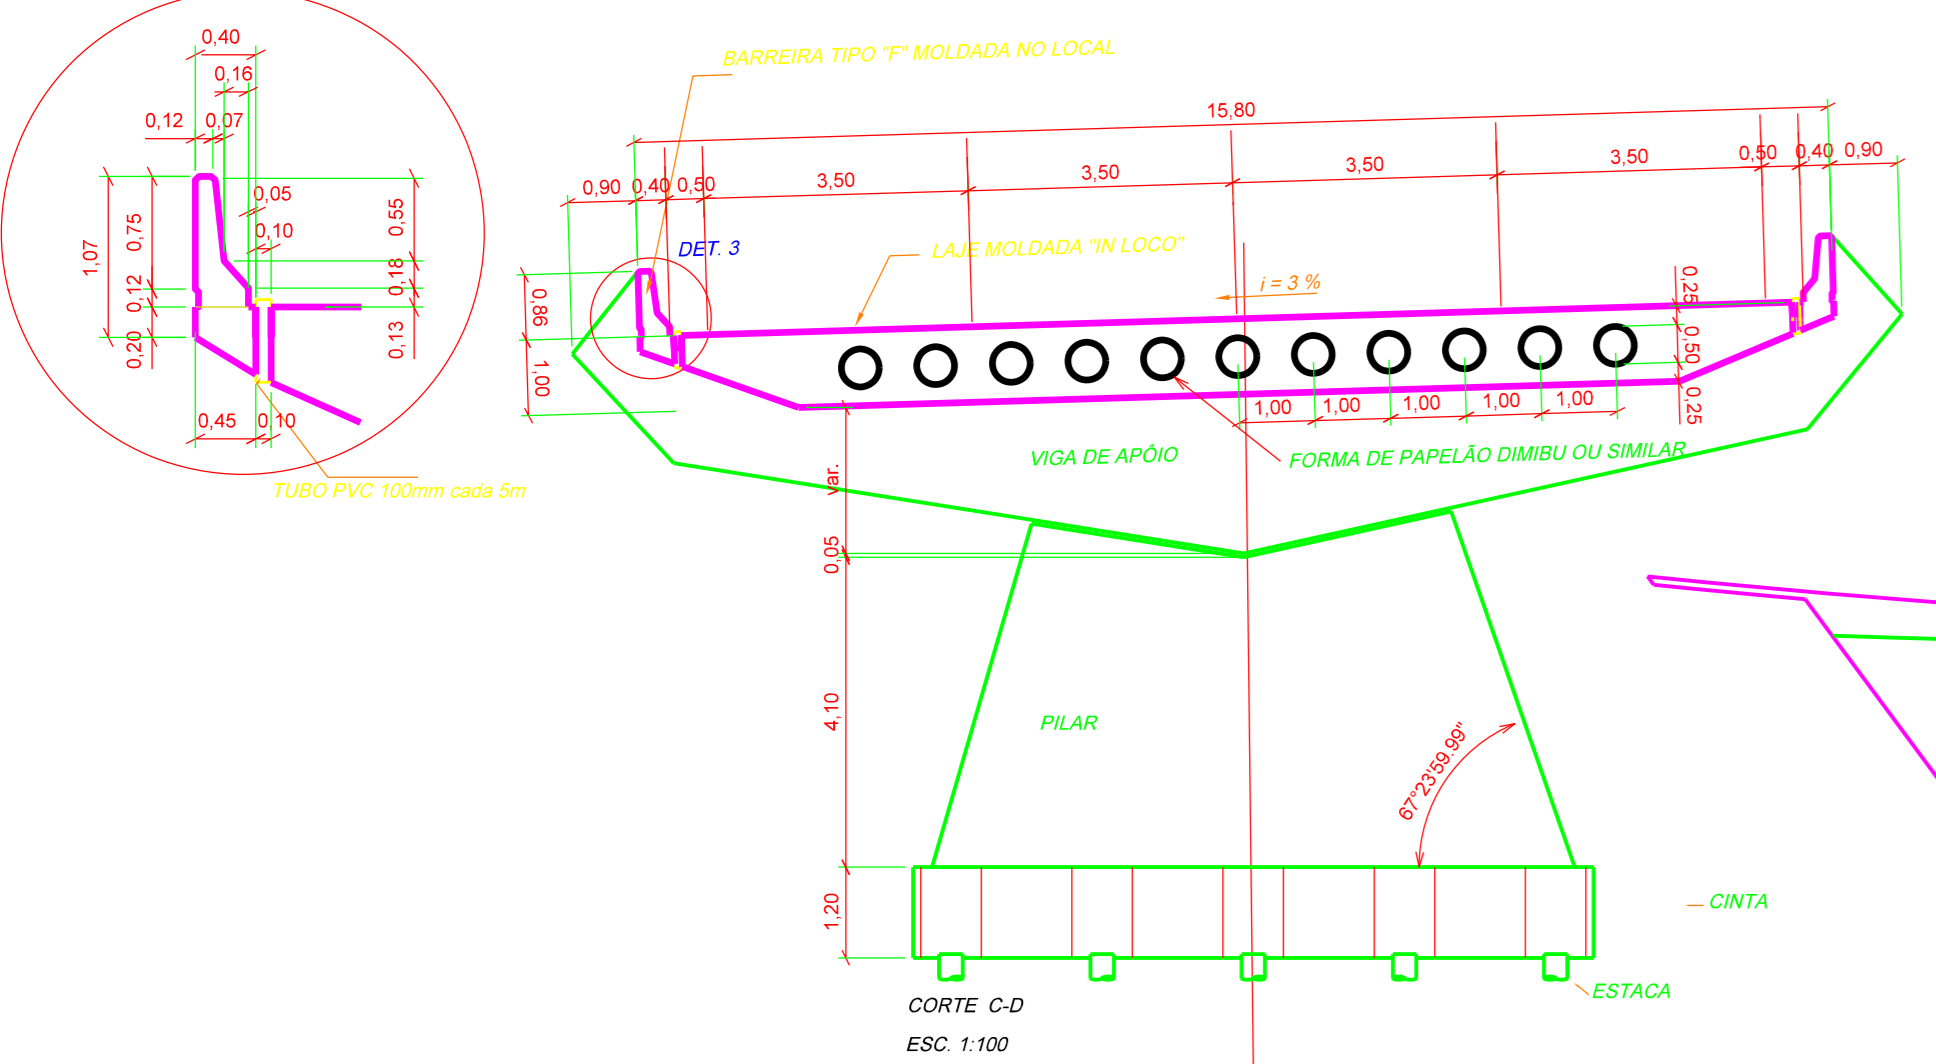 0,40
0,16
0,12 0,07
0,05
0,10
1,07
0,75
0,12
0,20
0,55
0,18
0,13
0,45 0,10
TUBO PVC 100mm cada 5m
BARREIRA TIPO "F" MOLDADA NO LOCAL
15,80
0,90 0,40 0,50 3,50 3,50 3,50 3,50 0,50 0,40 0,90
DET. 3
LAJE MOLDADA "IN LOCO"
i = 3 %
0,86
1,00
0,25
0,50
0,25
1,00 1,00 1,00 1,00 1,00
VIGA DE APÔIO
FORMA DE PAPELÃO DIMIBU OU SIMILAR
var.
0,05
4,10
PILAR
67°23'59.99"
1,20
CINTA
ESTACA
CORTE C-D
ESC. 1:100